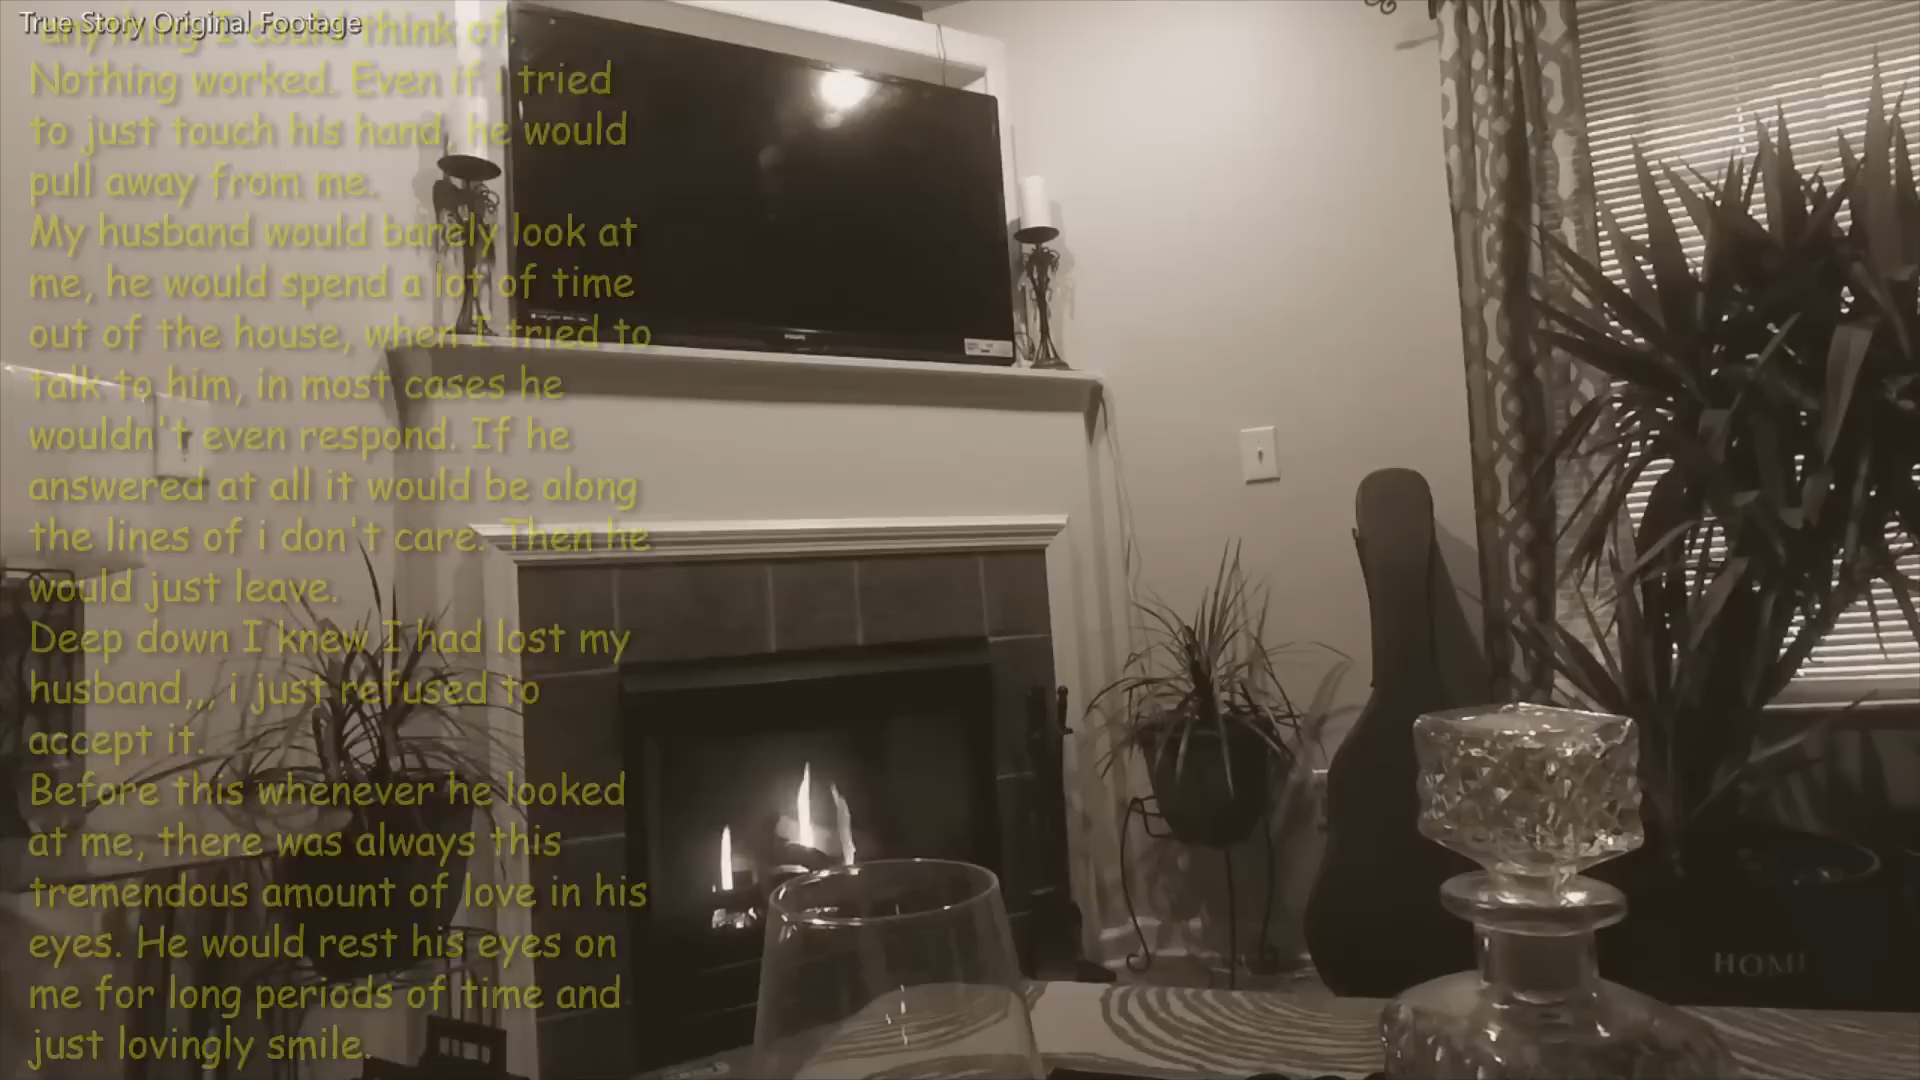 True Story Original Footage
anything I could think of.
Nothing worked. Even if I tried
to just touch his hand, he would
pull away from me.
My husband would barely look at
me, he would spend a lot of time
out of the house, when I tried to
talk to him, in most cases he
wouldn't even respond. If he
answered at all it would be along
the lines of i don't care. Then he
would just leave.
Deep down I knew I had lost my
husband,,, i just refused to
accept it.
Before this whenever he looked
at me, there was always this
tremendous amount of love in his
eyes. He would rest his eyes on
me for long periods of time and
just lovingly smile.
PHILIPS
HOME